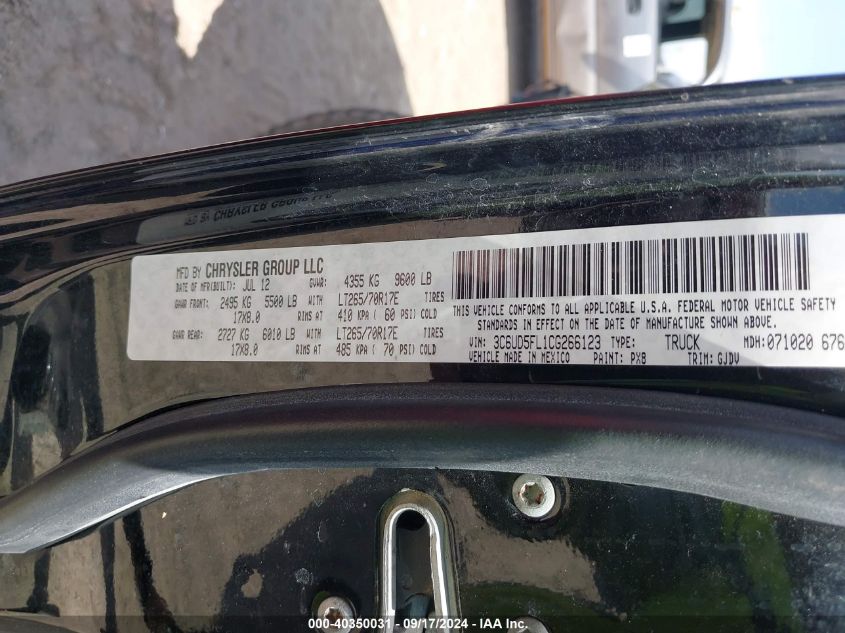 MFD BY CHRYSLER GROUP LLC
DATE OF MFR(BUILT): JUL 12 GVWR: 4355 KG 9600 LB
GAWR FRONT: 2495 KG 5500 LB WITH LT265/70R17E TIRES
17X8.0 RIMS AT 410 KPA ( 60 PSI) COLD
GAWR REAR: 2727 KG 6010 LB WITH LT265/70R17E TIRES
17X8.0 RIMS AT 485 KPA ( 70 PSI) COLD
THIS VEHICLE CONFORMS TO ALL APPLICABLE U.S.A. FEDERAL MOTOR VEHICLE SAFETY
STANDARDS IN EFFECT ON THE DATE OF MANUFACTURE SHOWN ABOVE.
VIN: 3C6UD5FL1CG266123 TYPE: TRUCK MDH: 071020 676
MADE IN MEXICO PAINT: PXB TRIM: GJDV
000-40350031 - 09/17/2024 - IAA Inc.